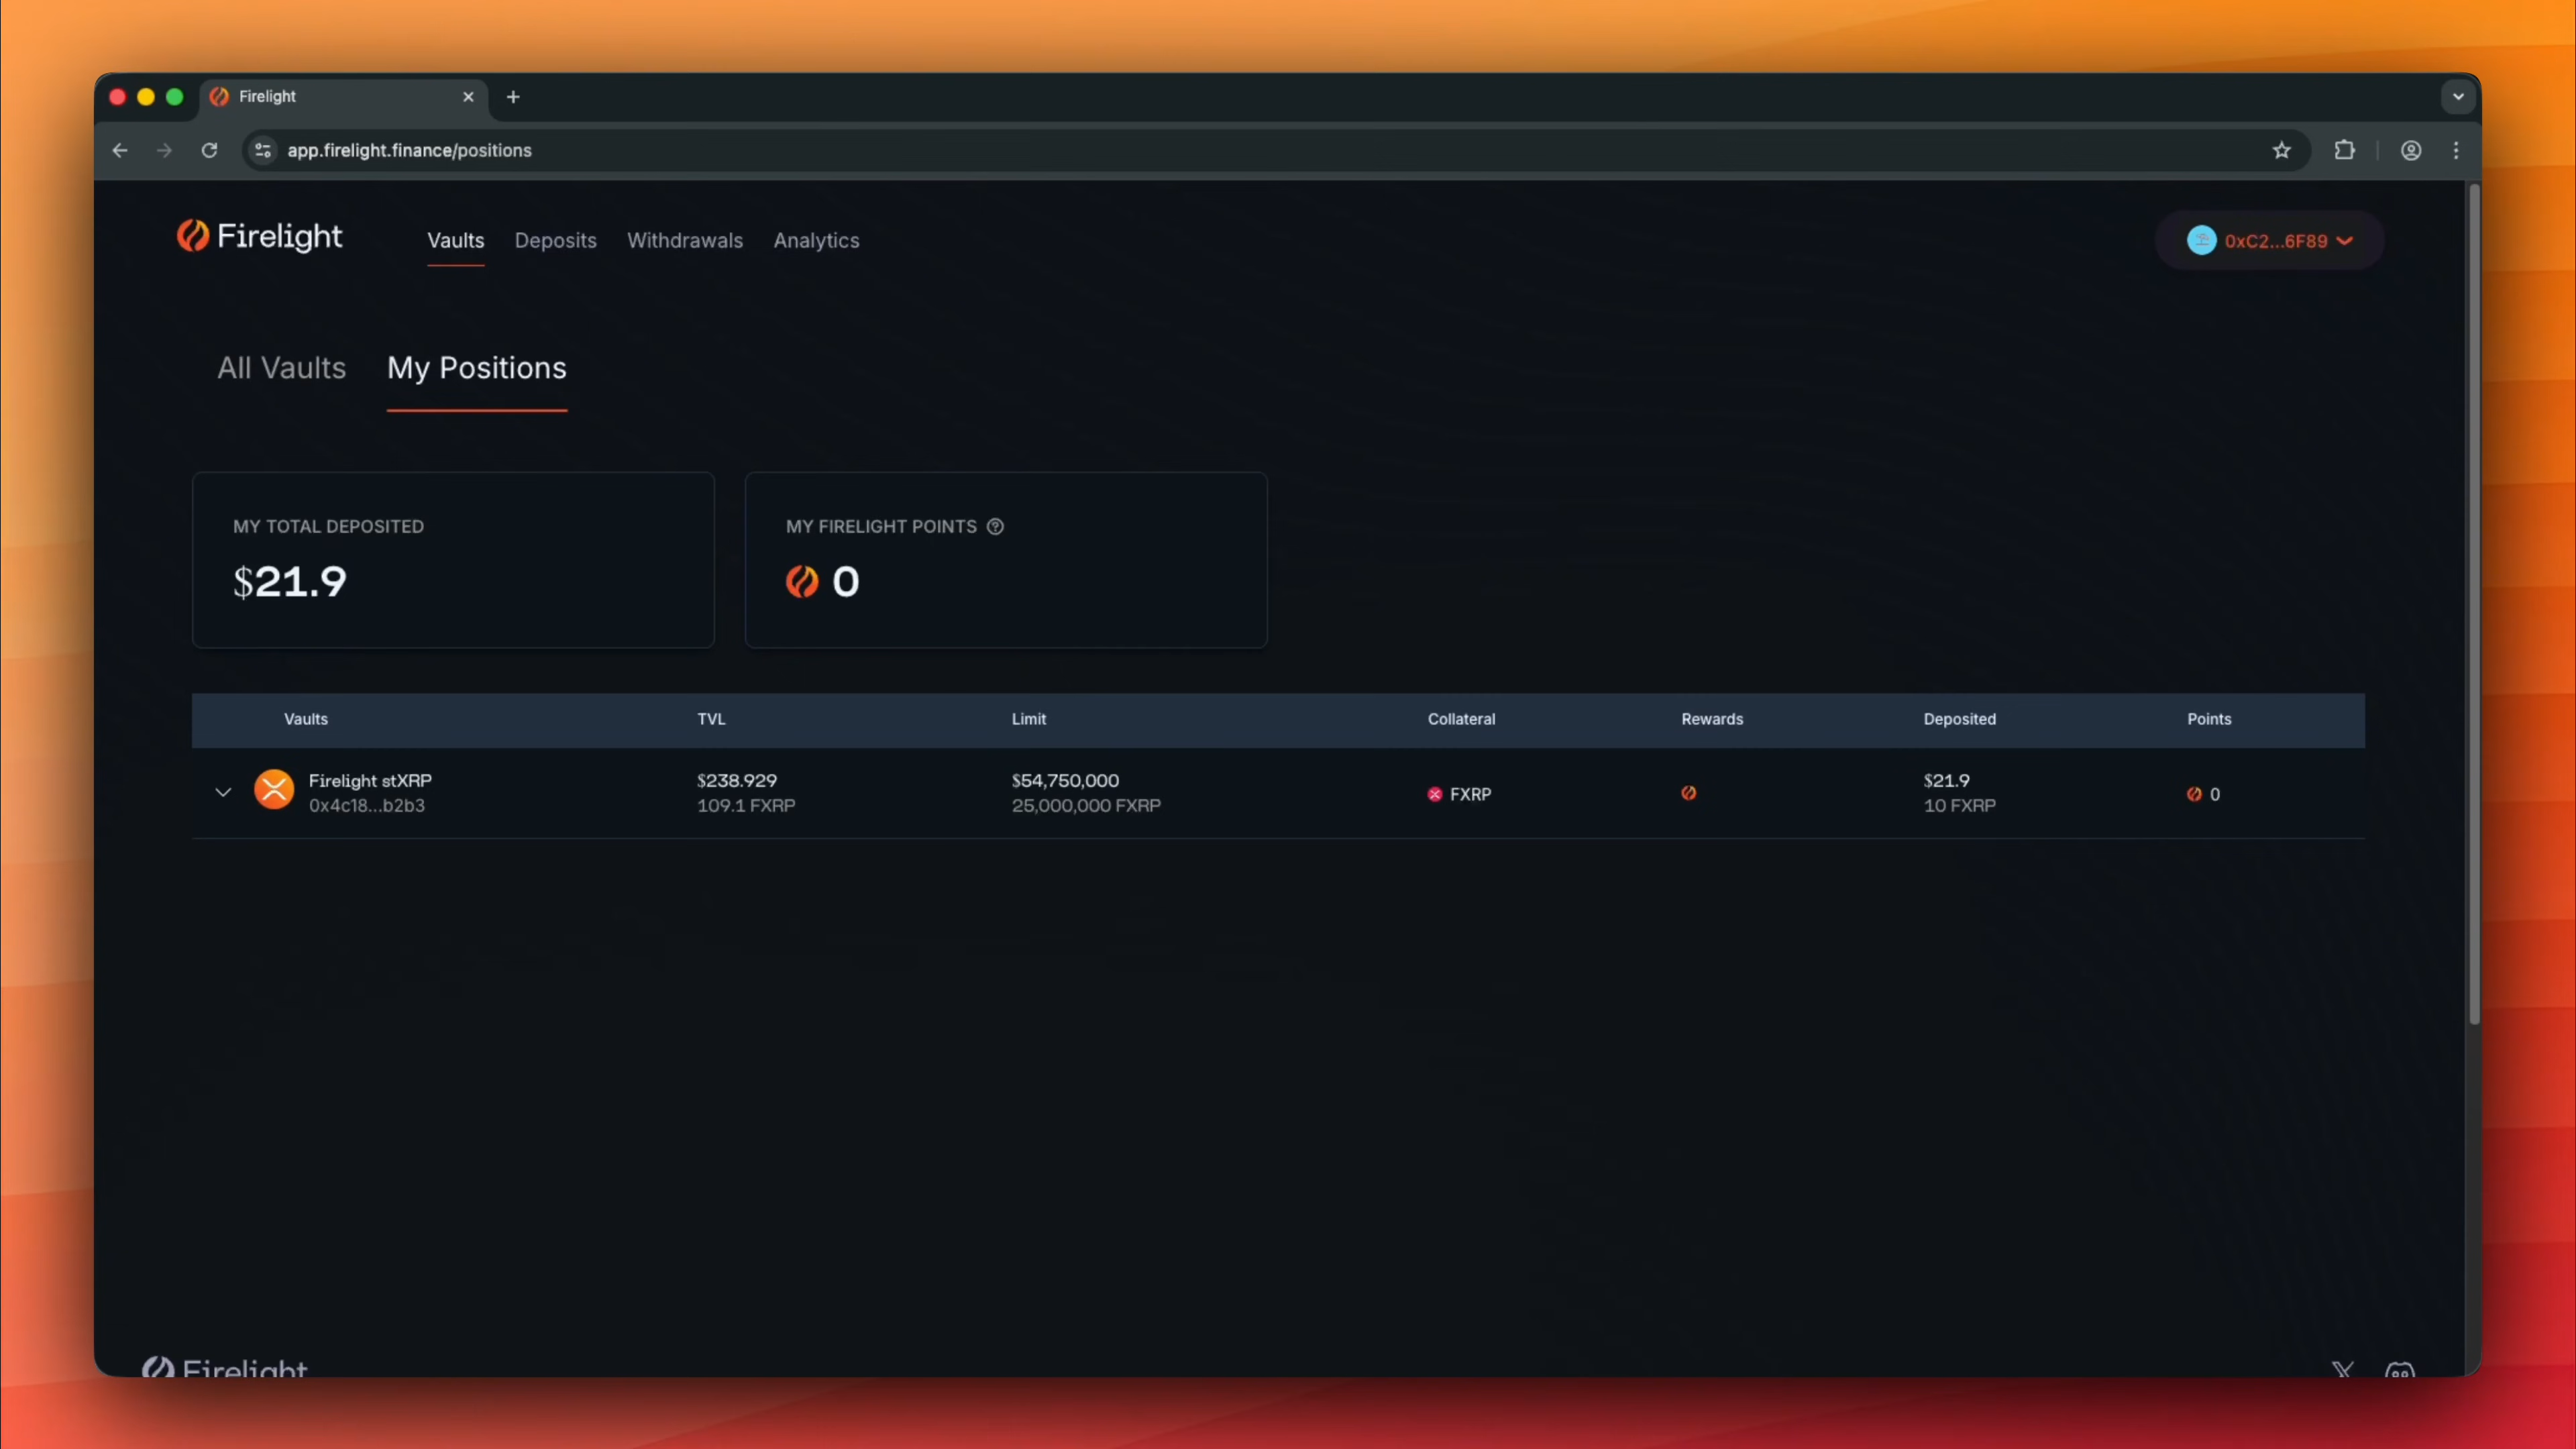 Firelight
app.firelight.finance/positions
Firelight
Vaults
Deposits
Withdrawals
Analytics
0xC2...6F89
All Vaults
My Positions
MY TOTAL DEPOSITED
$21.9
MY FIRELIGHT POINTS
0
Vaults
TVL
Limit
Collateral
Rewards
Deposited
Points
Firelight stXRP
0x4c18...b2b3
$238.929
109.1 FXRP
$54,750,000
25,000,000 FXRP
FXRP
$21.9
10 FXRP
0
Firelight